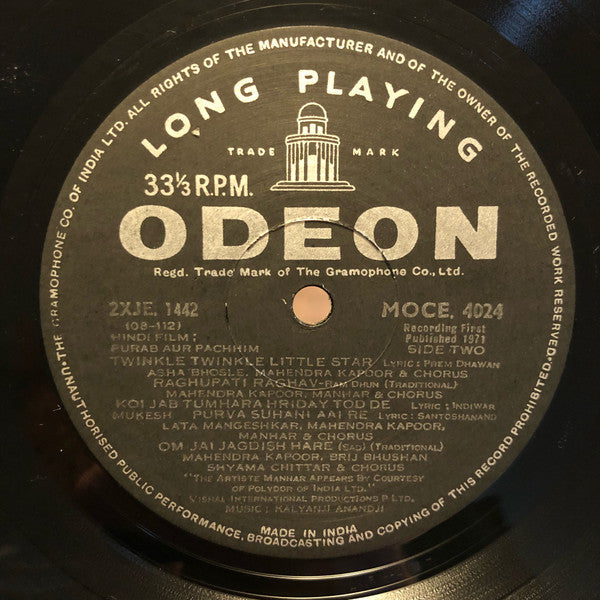 THE GRAMOPHONE CO. OF INDIA LTD. ALL RIGHTS OF THE MANUFACTURER AND OF THE OWNER OF THE RECORDED WORK RESERVED.
LONG PLAYING
TRADE MARK
33⅓ R.P.M.
ODEON
Regd. Trade Mark of The Gramophone Co., Ltd.
2XJE. 1442
MOCE. 4024
(08-112)
Recording First
Published 1971
HINDI FILM:
PURAB AUR PACHHIM
SIDE TWO
TWINKLE TWINKLE LITTLE STAR Lyric: Prem Dhawan
Asha Bhosle, Mahendra Kapoor & Chorus
RAGHUPATI RAGHAV-Ram Dhun (Traditional)
Mahendra Kapoor, Manhar & Chorus
KOI JAB TUMHARA HRIDAY TOD DE Lyric: Indiwar
Mukesh PURVA SUHANI AAI RE Lyric: Santoshanand
Lata Mangeshkar, Mahendra Kapoor,
Manhar & Chorus
OM JAI JAGDISH HARE (Sad) (Traditional)
Mahendra Kapoor, Brij Bhushan
Shyama Chittar & Chorus
"The Artiste Manhar Appears By Courtesy
of Polydor of India Ltd."
Vishal International Productions P Ltd.
Music: Kalyanji Anandji
MADE IN INDIA
UNAUTHORISED PUBLIC PERFORMANCE, BROADCASTING AND COPYING OF THIS RECORD PROHIBITED.